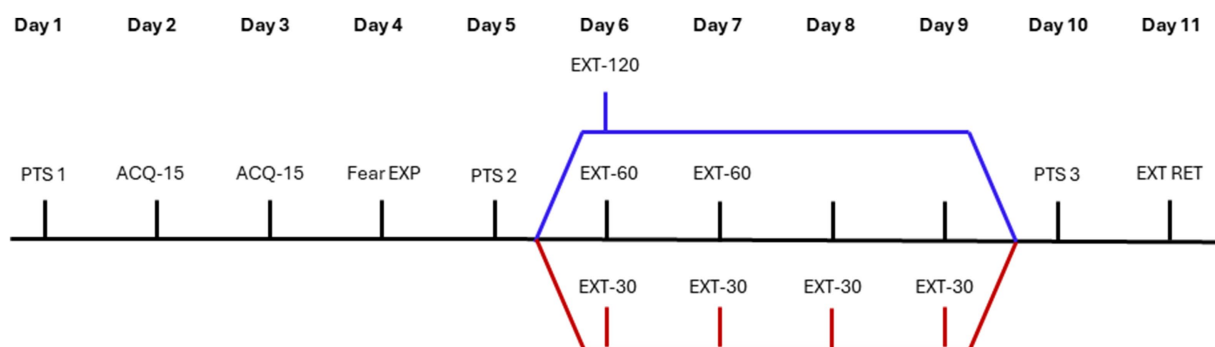 Day 1 Day 2 Day 3 Day 4 Day 5 Day 6 Day 7 Day 8 Day 9 Day 10 Day 11
EXT-120
PTS 1 ACQ-15 ACQ-15 Fear EXP PTS 2 EXT-60 EXT-60 PTS 3 EXT RET
EXT-30 EXT-30 EXT-30 EXT-30